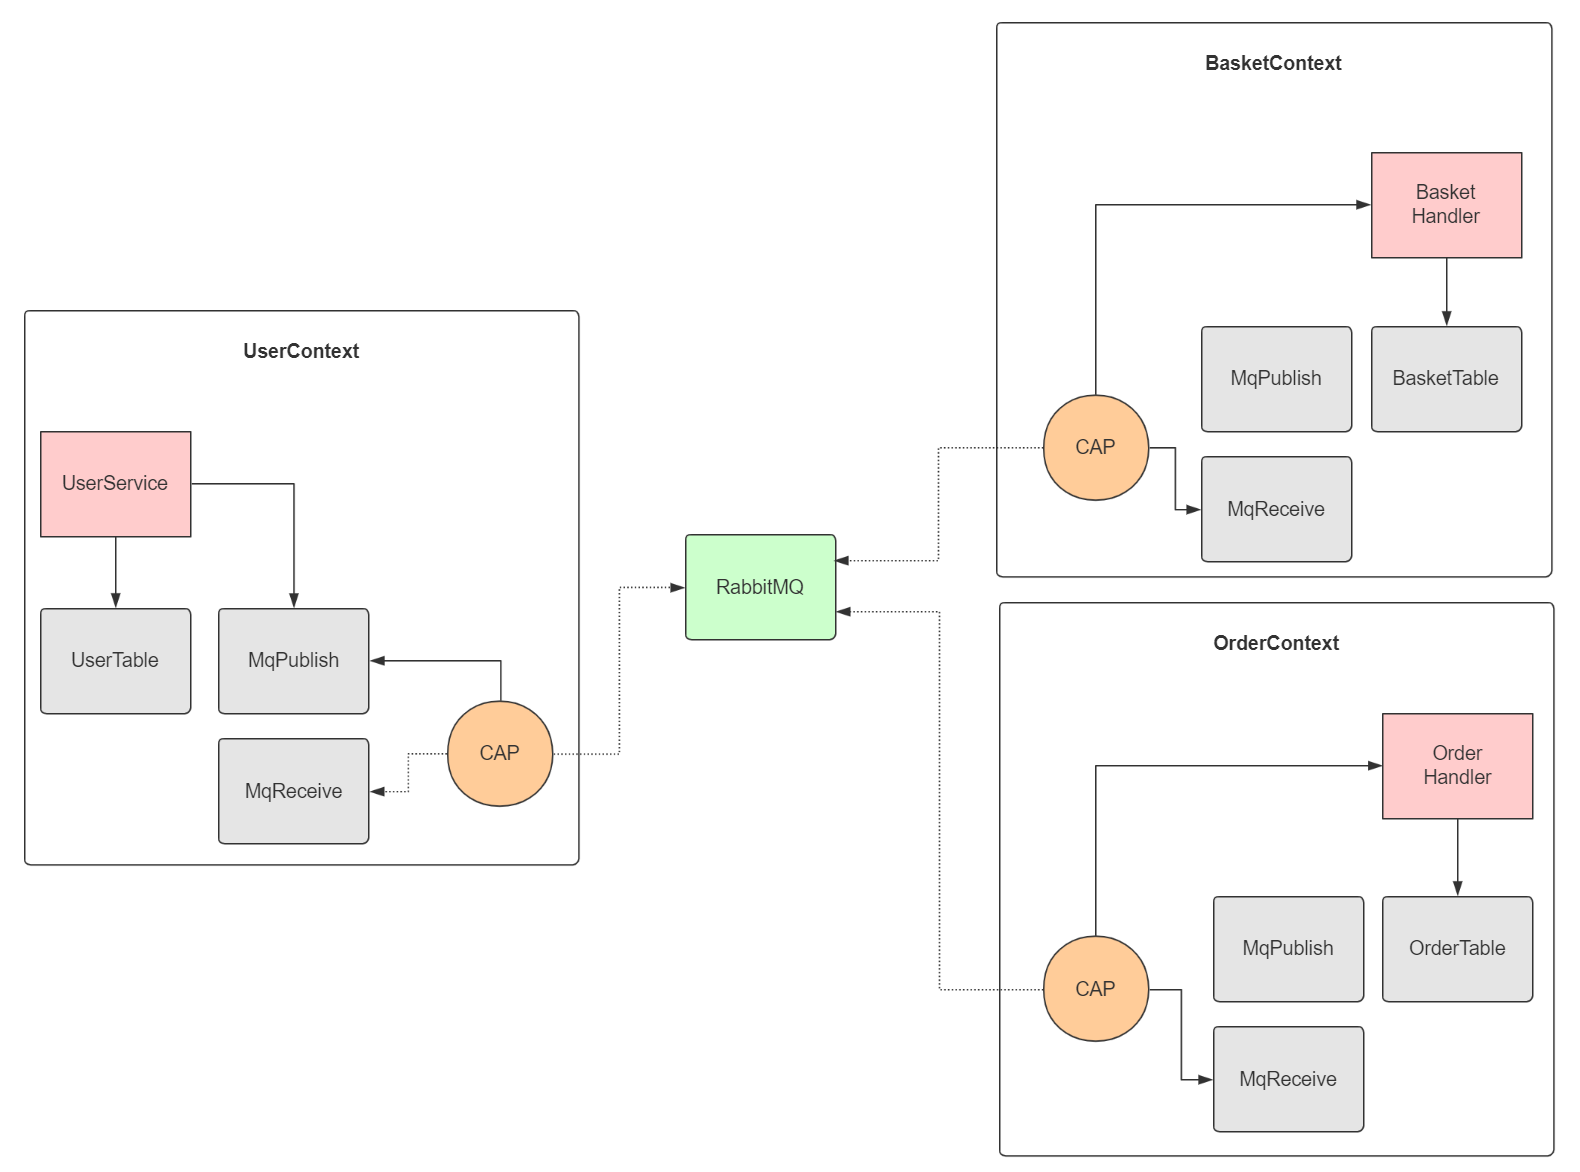 BasketContext
Basket
Handler
MqPublish
BasketTable
CAP
MqReceive
UserContext
UserService
UserTable
MqPublish
CAP
MqReceive
RabbitMQ
OrderContext
Order
Handler
MqPublish
OrderTable
CAP
MqReceive